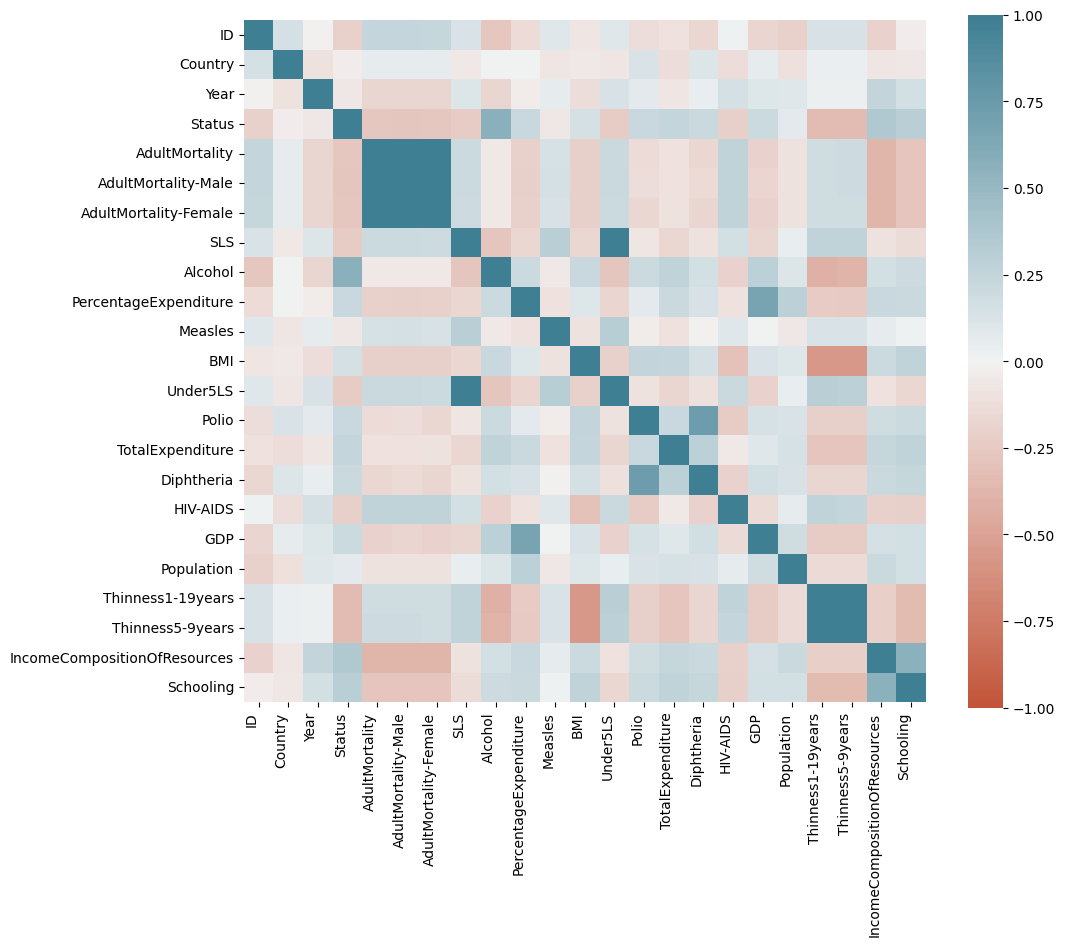 ID
Country
Year
Status
AdultMortality
AdultMortality-Male
AdultMortality-Female
SLS
Alcohol
PercentageExpenditure
Measles
BMI
Under5LS
Polio
TotalExpenditure
Diphtheria
HIV-AIDS
GDP
Population
Thinness1-19years
Thinness5-9years
IncomeCompositionOfResources
Schooling
ID
Country
Year
Status
AdultMortality
AdultMortality-Male
AdultMortality-Female
SLS
Alcohol
PercentageExpenditure
Measles
BMI
Under5LS
Polio
TotalExpenditure
Diphtheria
HIV-AIDS
GDP
Population
Thinness1-19years
Thinness5-9years
IncomeCompositionOfResources
Schooling
1.00
0.75
0.50
0.25
0.00
−0.25
−0.50
−0.75
−1.00